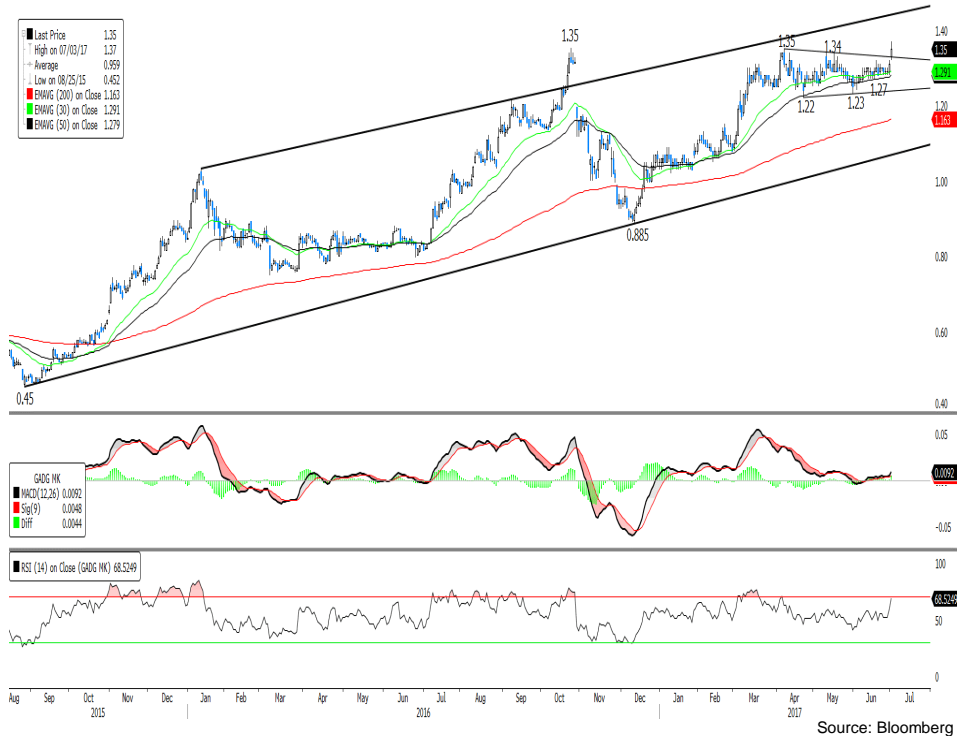 Last Price 1.35
High on 07/03/17 1.37
Average 0.959
Low on 08/25/15 0.452
EMAVG (200) on Close 1.163
EMAVG (30) on Close 1.291
EMAVG (50) on Close 1.279
1.35
1.35
1.34
1.22
1.23
1.27
0.885
0.45
1.40
1.35
1.291
1.20
1.163
1.00
0.80
0.60
0.40
GADG MK
MACD(12,26) 0.0092
Sig(9) 0.0048
Diff 0.0044
0.05
0.0092
-0.05
RSI (14) on Close (GADG MK) 68.5249
100
68.5249
50
0
Aug Sep Oct Nov Dec Jan Feb Mar Apr May Jun Jul Aug Sep Oct Nov Dec Jan Feb Mar Apr May Jun Jul
2015 2016 2017
Source: Bloomberg